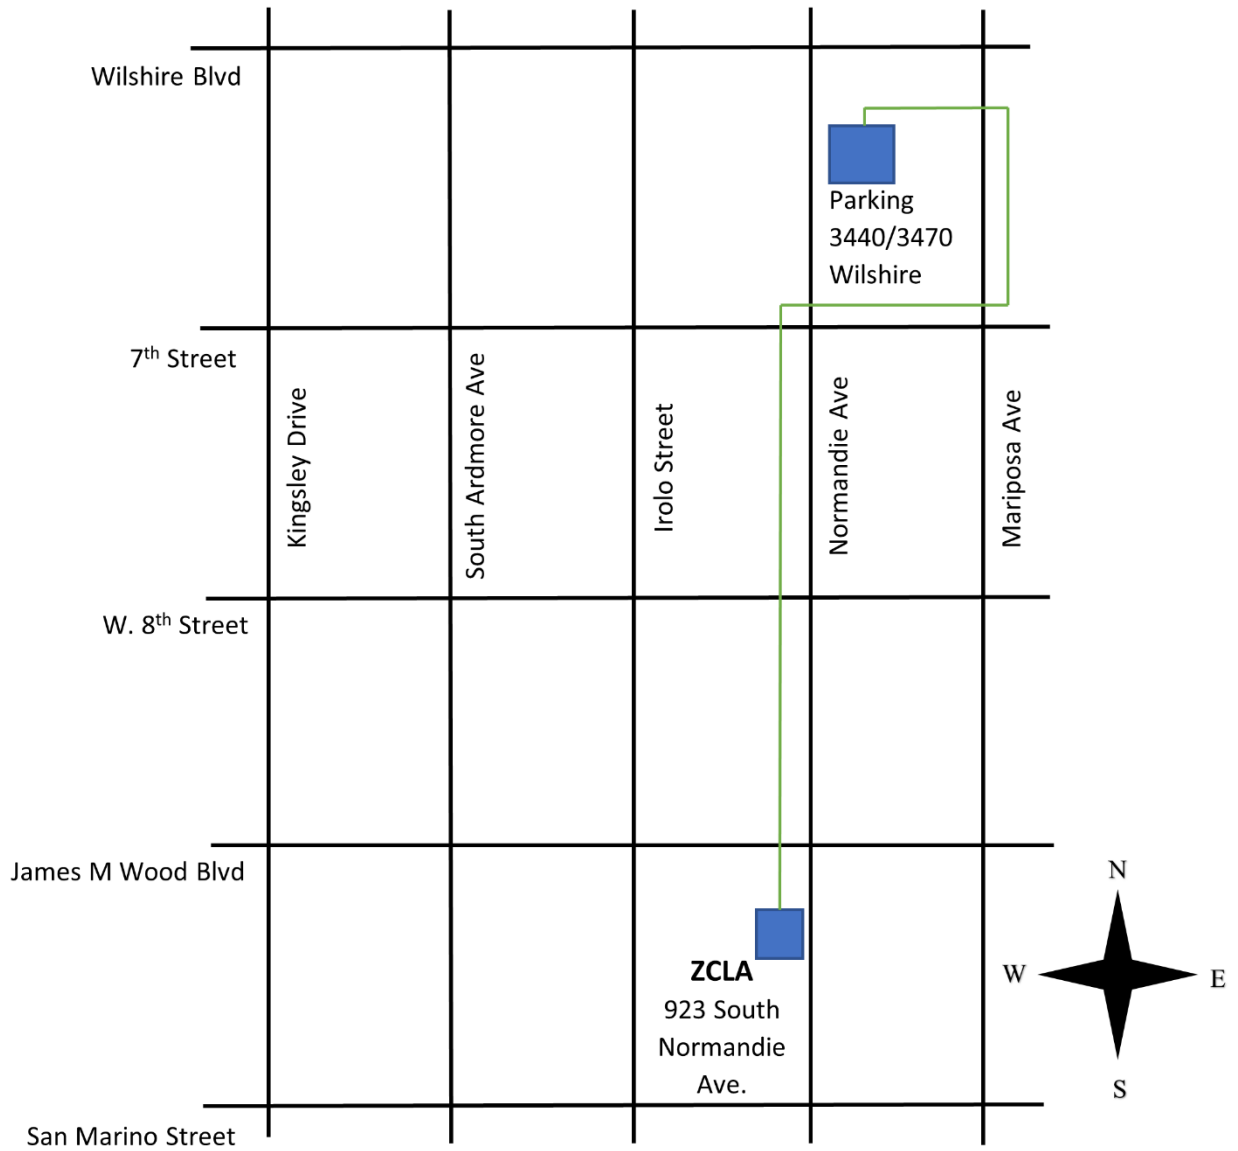 Wilshire Blvd
Parking
3440/3470
Wilshire
7th Street
Kingsley Drive
South Ardmore Ave
Irolo Street
Normandie Ave
Mariposa Ave
W. 8th Street
James M Wood Blvd
N
W
E
S
ZCLA
923 South
Normandie
Ave.
San Marino Street